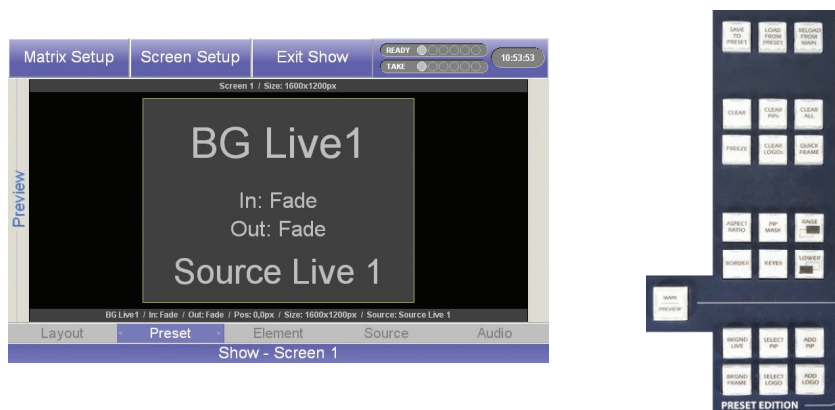 Matrix Setup
Screen Setup
Exit Show
READY
TAKE
10:53:53
Screen 1 / Size: 1600x1200px
Preview
BG Live1
In: Fade
Out: Fade
Source Live 1
BG Live1 / In: Fade / Out: Fade / Pos: 0,0px / Size: 1600x1200px / Source: Source Live 1
Layout
Preset
Element
Source
Audio
Show - Screen 1
SAVE
TO
PRESET
LOAD
FROM
PRESET
RELOAD
FROM
MAIN
CLEAR
CLEAR
PIPs
CLEAR
ALL
FREEZE
CLEAR
LOGOs
QUICK
FRAME
ASPECT
RATIO
PIP
MASK
RAISE
BORDER
KEYER
LOWER
MAIN
PREVIEW
BKGND
LIVE
SELECT
PIP
ADD
PIP
BKGND
FRAME
SELECT
LOGO
ADD
LOGO
PRESET EDITION